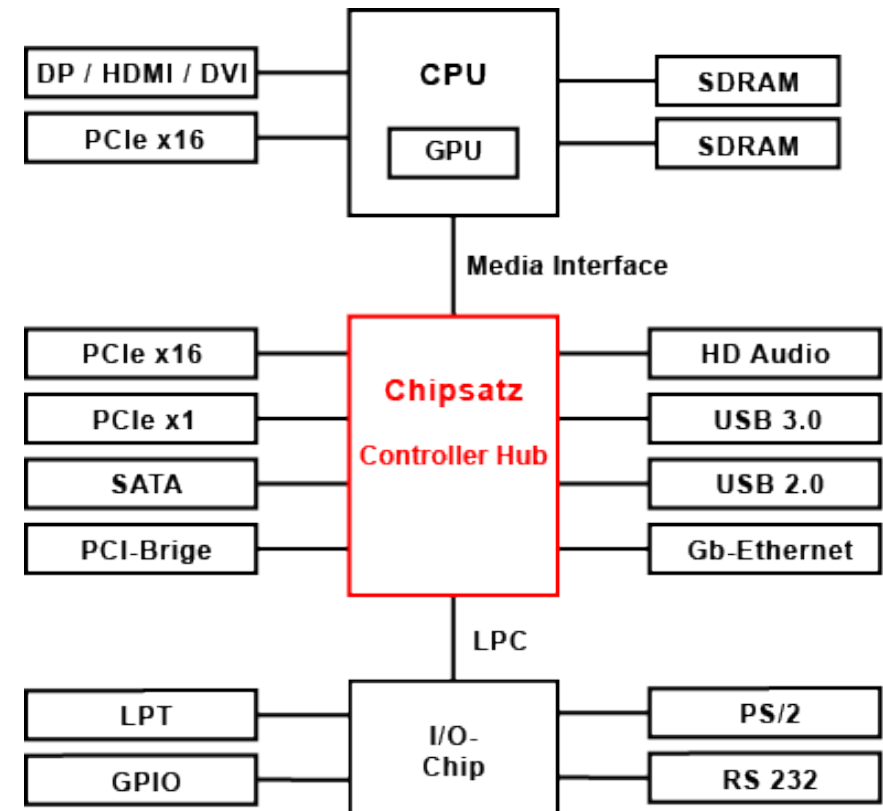 DP / HDMI / DVI
CPU
SDRAM
PCIe x16
GPU
SDRAM
Media Interface
PCIe x16
HD Audio
Chipsatz
PCIe x1
USB 3.0
Controller Hub
SATA
USB 2.0
PCI-Brige
Gb-Ethernet
LPC
LPT
PS/2
I/O-
Chip
GPIO
RS 232